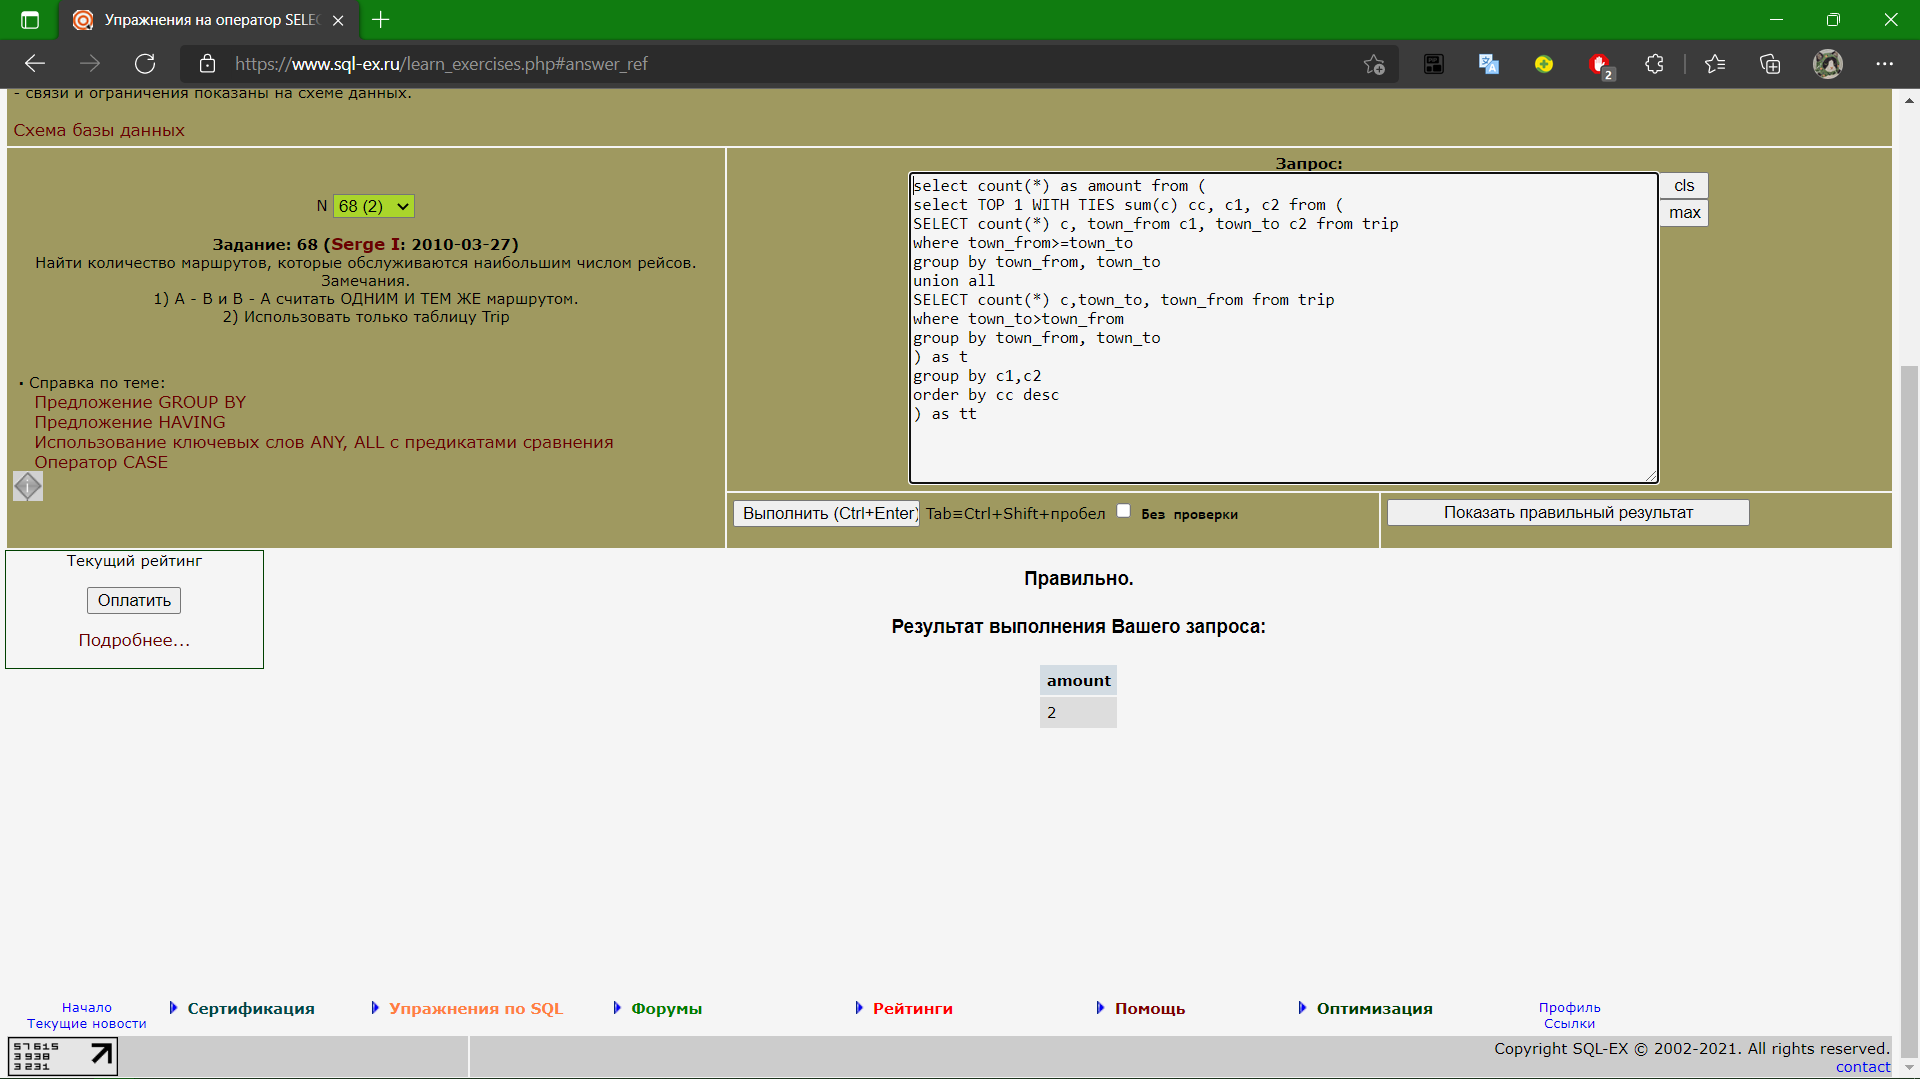 Упражнения на оператор SELEC
https://www.sql-ex.ru/learn_exercises.php#answer_ref
2
- связи и ограничения показаны на схеме данных.
Схема базы данных
N 68 (2)
Задание: 68 (Serge I: 2010-03-27)
Найти количество маршрутов, которые обслуживаются наибольшим числом рейсов.
Замечания.
1) A - B и B - A считать ОДНИМ И ТЕМ ЖЕ маршрутом.
2) Использовать только таблицу Trip
• Справка по теме:
Предложение GROUP BY
Предложение HAVING
Использование ключевых слов ANY, ALL с предикатами сравнения
Оператор CASE
Запрос:
select count(*) as amount from (
select TOP 1 WITH TIES sum(c) cc, c1, c2 from (
SELECT count(*) c, town_from c1, town_to c2 from trip
where town_from>=town_to
group by town_from, town_to
union all
SELECT count(*) c,town_to, town_from from trip
where town_to>town_from
group by town_from, town_to
) as t
group by c1,c2
order by cc desc
) as tt
cls
max
Выполнить (Ctrl+Enter) Tab≡Ctrl+Shift+пробел Без проверки
Показать правильный результат
Текущий рейтинг
Оплатить
Подробнее...
Правильно.
Результат выполнения Вашего запроса:
amount
2
Начало
Текущие новости
Сертификация
Упражнения по SQL
Форумы
Рейтинги
Помощь
Оптимизация
Профиль
Ссылки
57615
3938
3231
Copyright SQL-EX © 2002-2021. All rights reserved.
contact